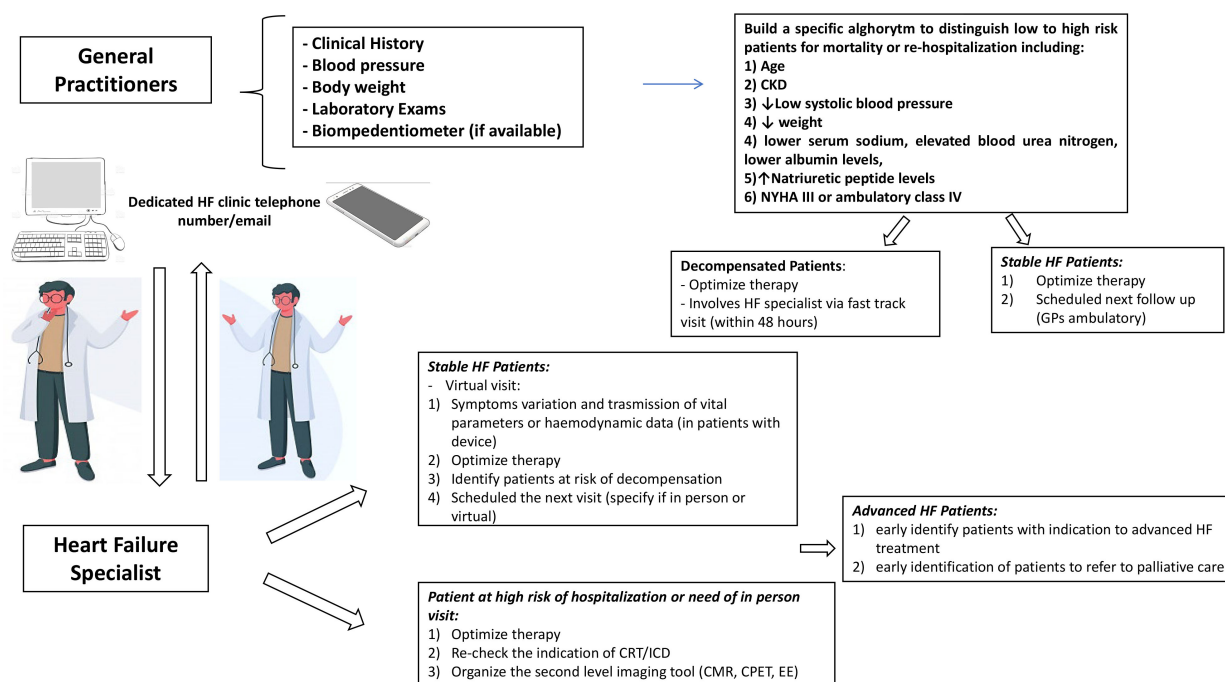 General
Practitioners
- Clinical History
- Blood pressure
- Body weight
- Laboratory Exams
- Biompedentiometer (if available)
Build a specific alghorytm to distinguish low to high risk
patients for mortality or re-hospitalization including:
1) Age
2) CKD
3) ↓Low systolic blood pressure
4) ↓ weight
4) lower serum sodium, elevated blood urea nitrogen,
lower albumin levels,
5)↑Natriuretic peptide levels
6) NYHA III or ambulatory class IV
Dedicated HF clinic telephone
number/email
Decompensated Patients:
- Optimize therapy
- Involves HF specialist via fast track
visit (within 48 hours)
Stable HF Patients:
1) Optimize therapy
2) Scheduled next follow up
(GPs ambulatory)
Stable HF Patients:
- Virtual visit:
1) Symptoms variation and trasmission of vital
parameters or haemodynamic data (in patients with
device)
2) Optimize therapy
3) Identify patients at risk of decompensation
4) Scheduled the next visit (specify if in person or
virtual)
Heart Failure
Specialist
Advanced HF Patients:
1) early identify patients with indication to advanced HF
treatment
2) early identification of patients to refer to palliative care
Patient at high risk of hospitalization or need of in person
visit:
1) Optimize therapy
2) Re-check the indication of CRT/ICD
3) Organize the second level imaging tool (CMR, CPET, EE)